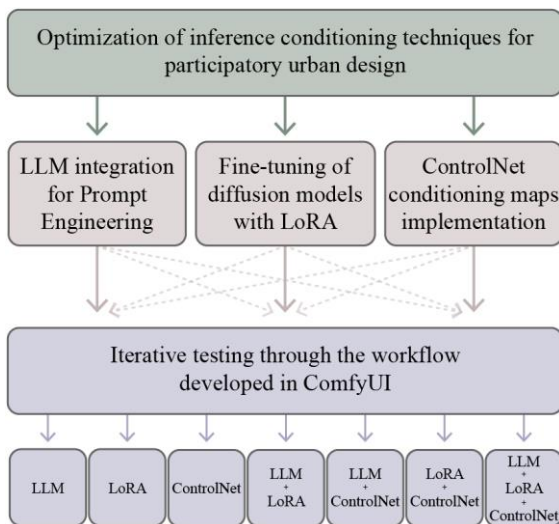 Optimization of inference conditioning techniques for
participatory urban design
LLM integration
for Prompt
Engineering
Fine-tuning of
diffusion models
with LoRA
ControlNet
conditioning maps
implementation
Iterative testing through the workflow
developed in ComfyUI
LLM
LoRA
ControlNet
LLM
+
LoRA
LLM
+
ControlNet
LoRA
+
ControlNet
LLM
+
LoRA
+
ControlNet